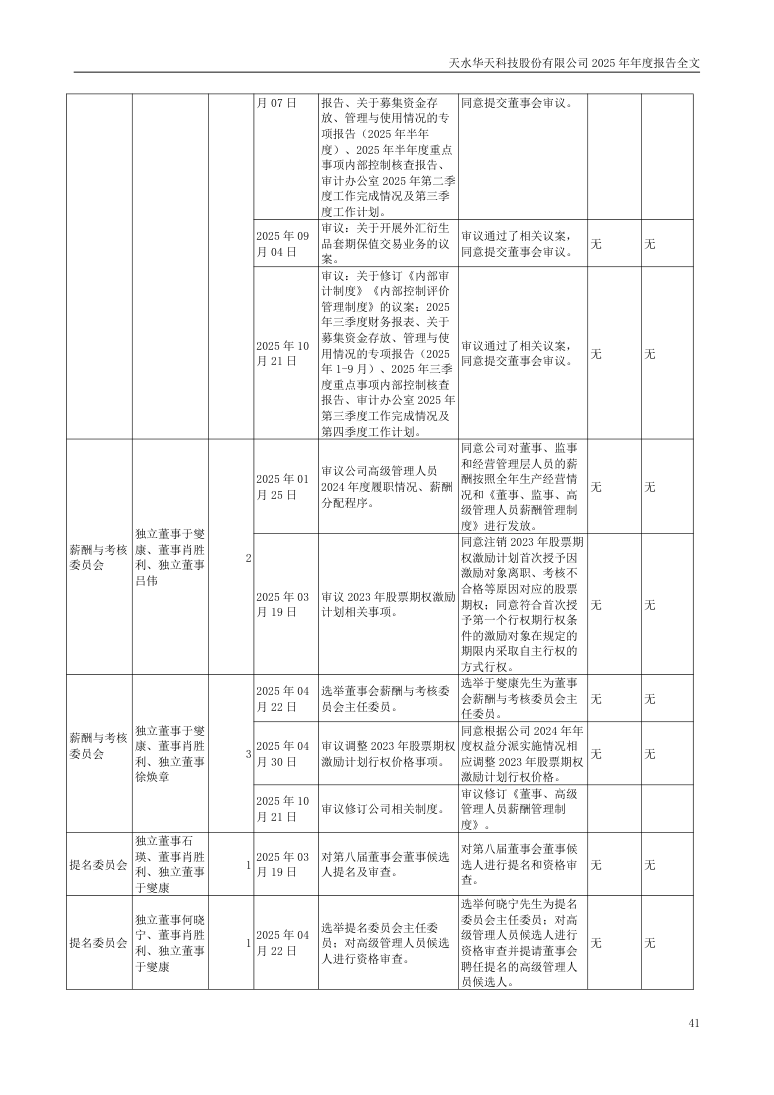 天水华天科技股份有限公司 2025 年年度报告全文
月 07 日
报告、关于募集资金存
放、管理与使用情况的专
项报告（2025 年半年
度）、2025 年半年度重点
事项内部控制核查报告、
审计办公室 2025 年第二季
度工作完成情况及第三季
度工作计划。
同意提交董事会审议。
2025 年 09
月 04 日
审议：关于开展外汇衍生
品套期保值交易业务的议
案。
审议通过了相关议案，
同意提交董事会审议。
无
无
2025 年 10
月 21 日
审议：关于修订《内部审
计制度》《内部控制评价
管理制度》的议案；2025
年三季度财务报表、关于
募集资金存放、管理与使
用情况的专项报告（2025
年 1-9 月）、2025 年三季
度重点事项内部控制核查
报告、审计办公室 2025 年
第三季度工作完成情况及
第四季度工作计划。
审议通过了相关议案，
同意提交董事会审议。
无
无
薪酬与考核
委员会
独立董事于燮
康、董事肖胜
利、独立董事
吕伟
2
2025 年 01
月 25 日
审议公司高级管理人员
2024 年度履职情况、薪酬
分配程序。
同意公司对董事、监事
和经营管理层人员的薪
酬按照全年生产经营情
况和《董事、监事、高
级管理人员薪酬管理制
度》进行发放。
无
无
2025 年 03
月 19 日
审议 2023 年股票期权激励
计划相关事项。
同意注销 2023 年股票期
权激励计划首次授予因
激励对象离职、考核不
合格等原因对应的股票
期权；同意符合首次授
予第一个行权期行权条
件的激励对象在规定的
期限内采取自主行权的
方式行权。
无
无
薪酬与考核
委员会
独立董事于燮
康、董事肖胜
利、独立董事
徐焕章
3
2025 年 04
月 22 日
选举董事会薪酬与考核委
员会主任委员。
选举于燮康先生为董事
会薪酬与考核委员会主
任委员。
无
无
2025 年 04
月 30 日
审议调整 2023 年股票期权
激励计划行权价格事项。
同意根据公司 2024 年年
度权益分派实施情况相
应调整 2023 年股票期权
激励计划行权价格。
无
无
2025 年 10
月 21 日
审议修订公司相关制度。
审议修订《董事、高级
管理人员薪酬管理制
度》。
提名委员会
独立董事石
瑛、董事肖胜
利、独立董事
于燮康
1
2025 年 03
月 19 日
对第八届董事会董事候选
人提名及审查。
对第八届董事会董事候
选人进行提名和资格审
查。
无
无
提名委员会
独立董事何晓
宁、董事肖胜
利、独立董事
于燮康
1
2025 年 04
月 22 日
选举提名委员会主任委
员；对高级管理人员候选
人进行资格审查。
选举何晓宁先生为提名
委员会主任委员；对高
级管理人员候选人进行
资格审查并提请董事会
聘任提名的高级管理人
员候选人。
无
无
41